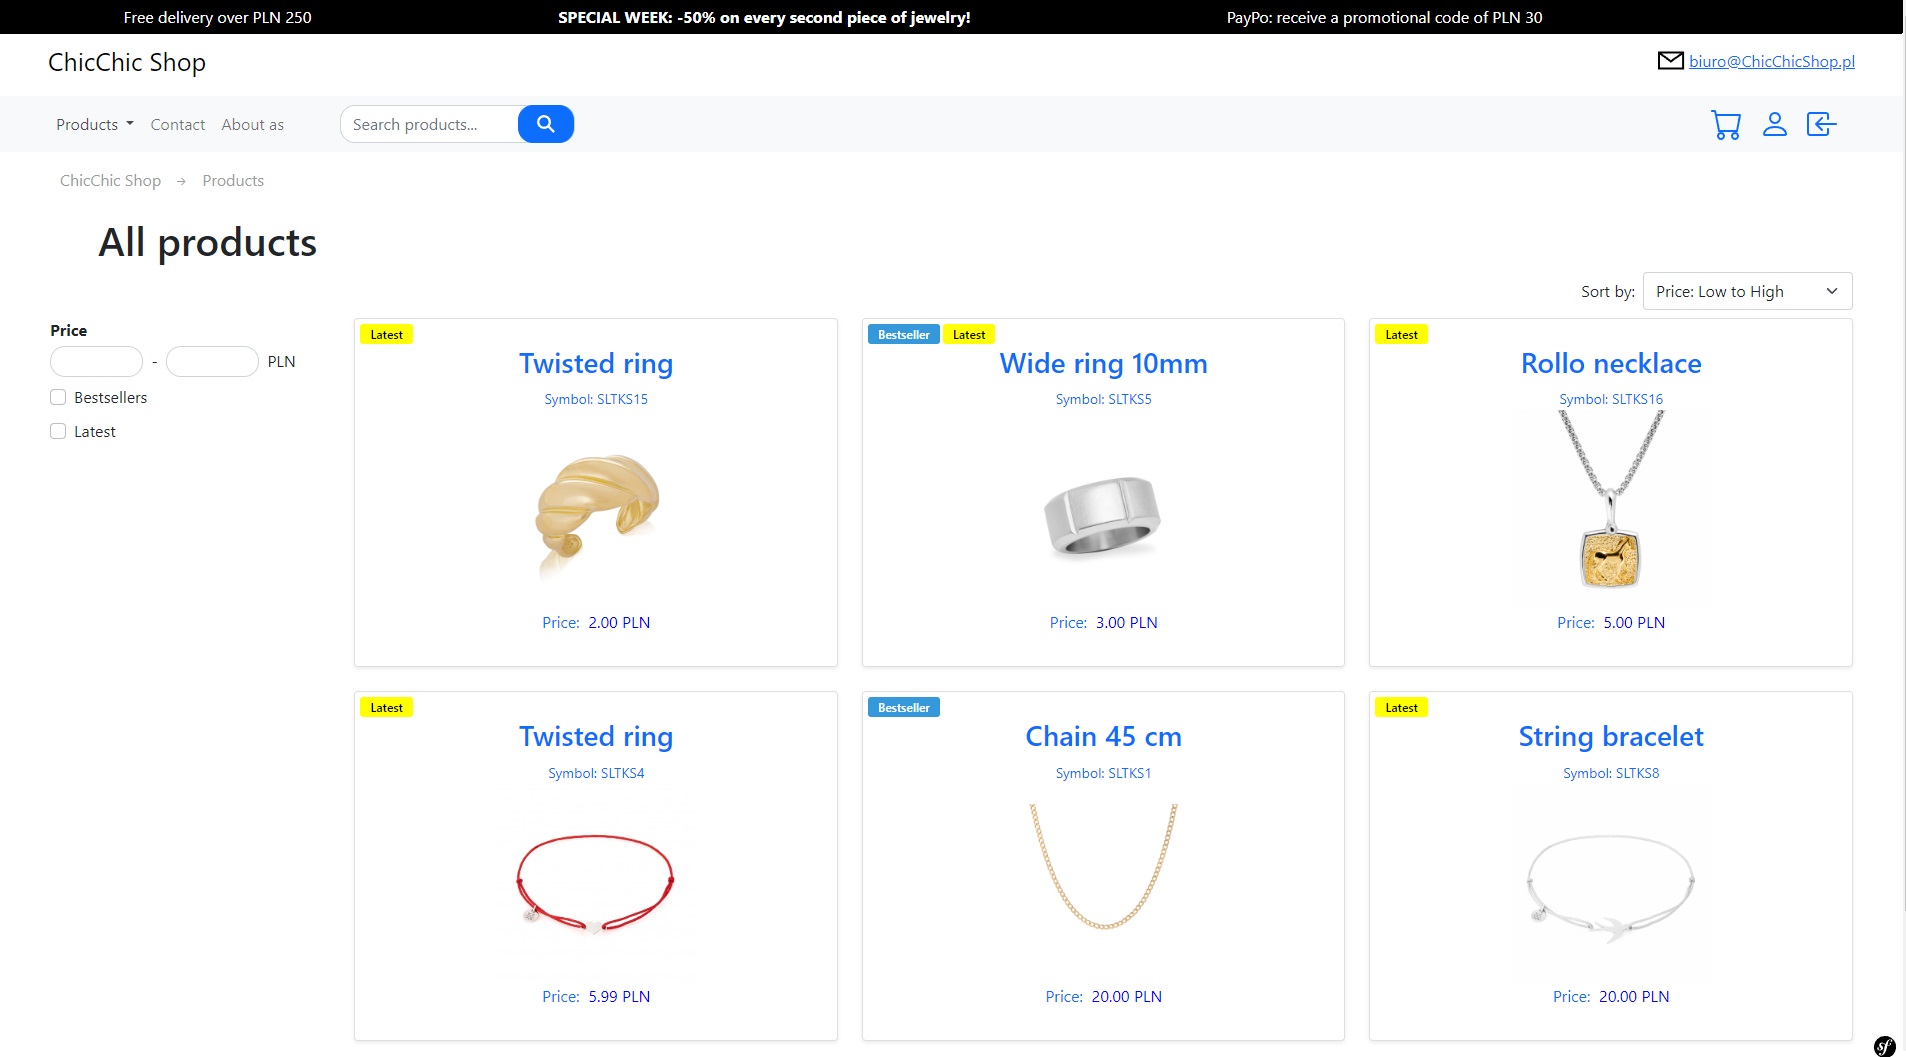 Free delivery over PLN 250
SPECIAL WEEK: -50% on every second piece of jewelry!
PayPo: receive a promotional code of PLN 30
ChicChic Shop
biuro@ChicChicShop.pl
Products
Contact
About as
Search products...
ChicChic Shop → Products
All products
Sort by: Price: Low to High
Price
- PLN
Bestsellers
Latest
Latest
Twisted ring
Symbol: SLTKS15
Price: 2.00 PLN
Bestseller Latest
Wide ring 10mm
Symbol: SLTKS5
Price: 3.00 PLN
Latest
Rollo necklace
Symbol: SLTKS16
Price: 5.00 PLN
Latest
Twisted ring
Symbol: SLTKS4
Price: 5.99 PLN
Bestseller
Chain 45 cm
Symbol: SLTKS1
Price: 20.00 PLN
Latest
String bracelet
Symbol: SLTKS8
Price: 20.00 PLN
sf